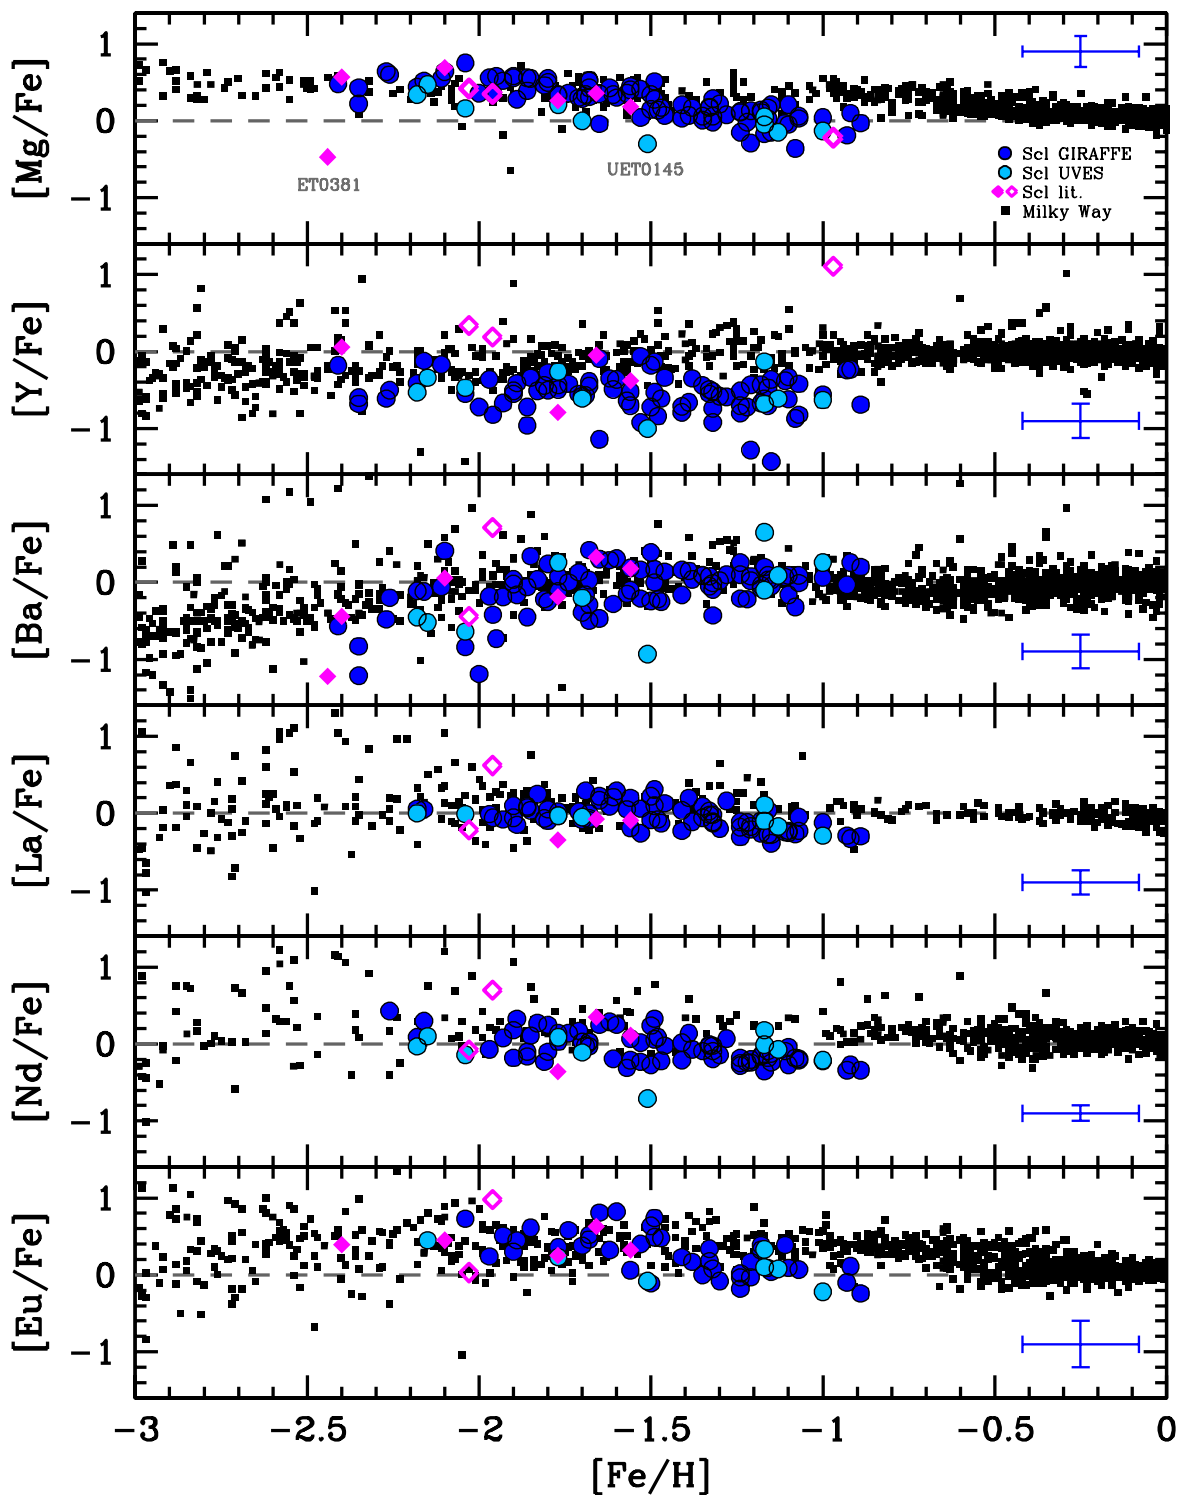 [Mg/Fe]
1
0
−1
ET0381
UET0145
Scl GIRAFFE
Scl UVES
Scl lit.
Milky Way
[Y/Fe]
1
0
−1
[Ba/Fe]
1
0
−1
[La/Fe]
1
0
−1
[Nd/Fe]
1
0
−1
[Eu/Fe]
1
0
−1
−3 −2.5 −2 −1.5 −1 −0.5 0
[Fe/H]